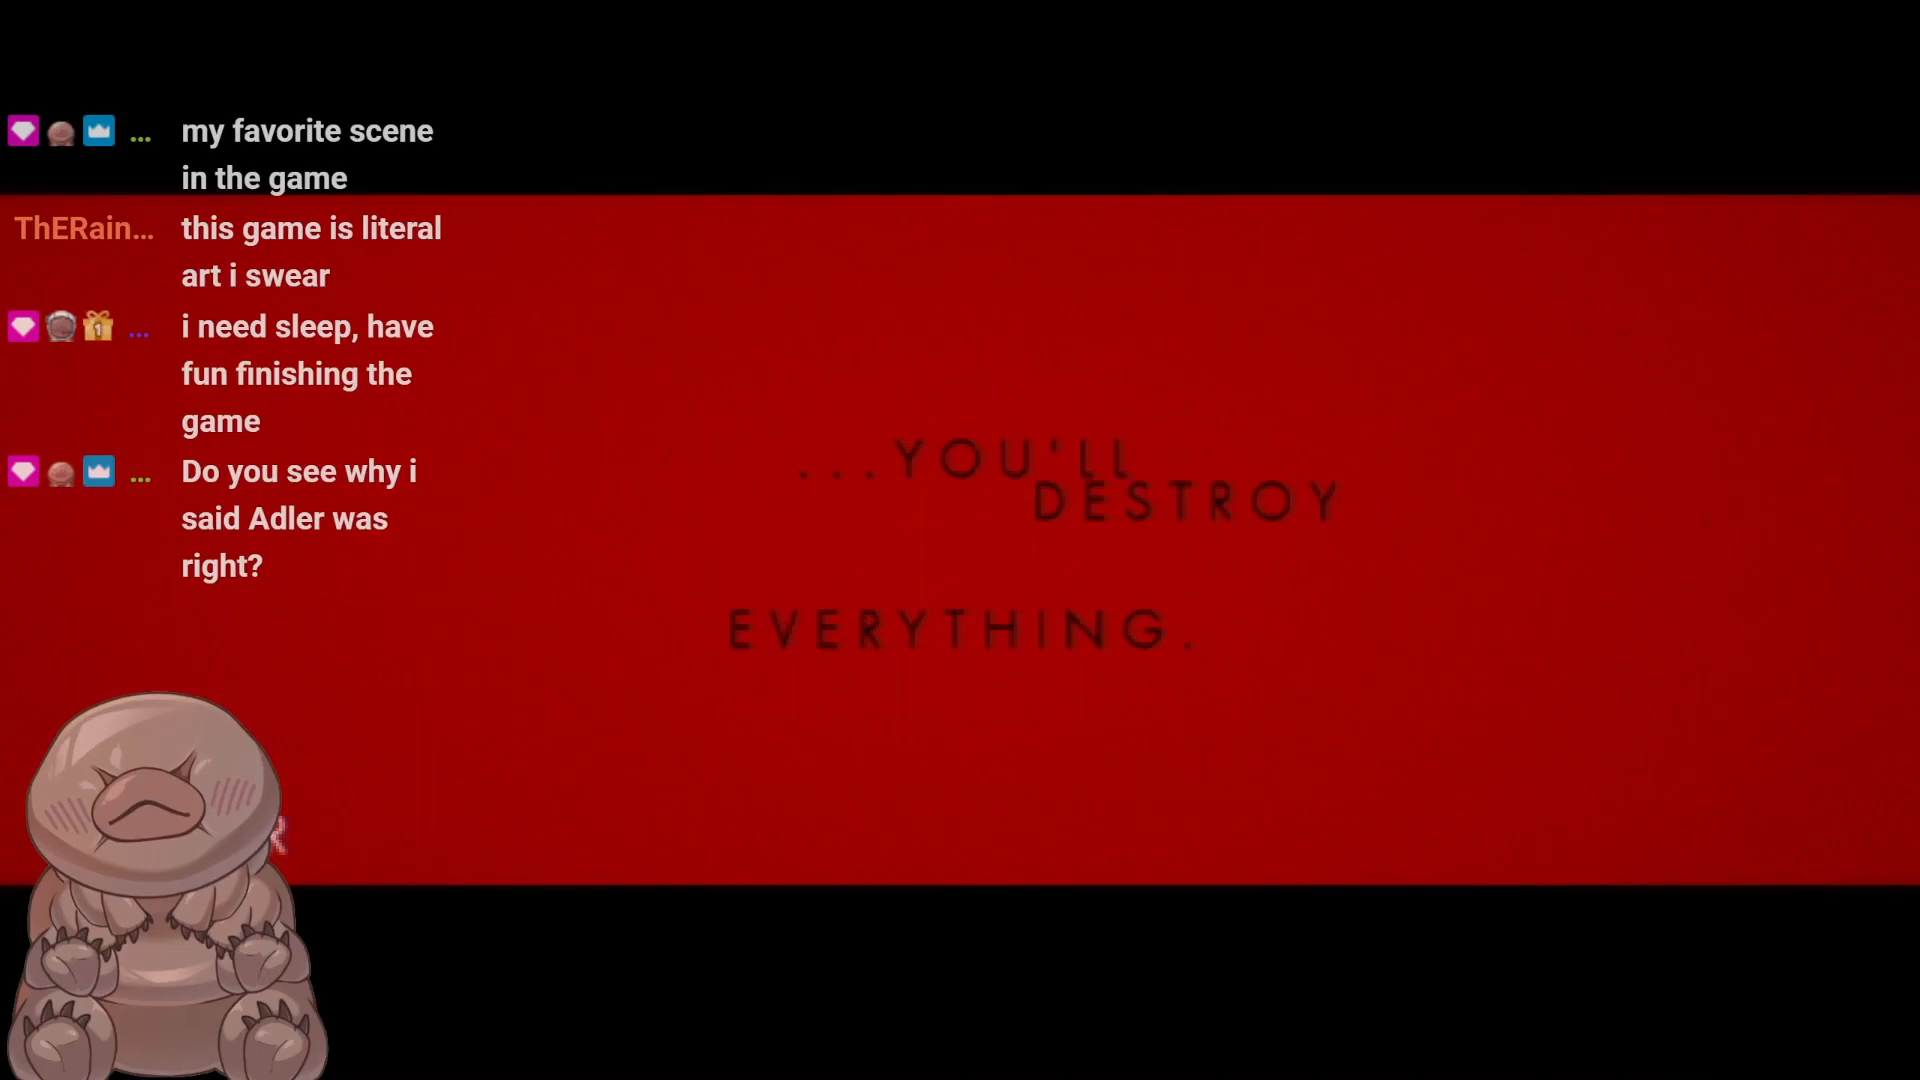 my favorite scene
in the game
ThERain... this game is literal
art i swear
... i need sleep, have
fun finishing the
game
... Do you see why i
said Adler was
right?
...YOU'LL
DESTROY
EVERYTHING.